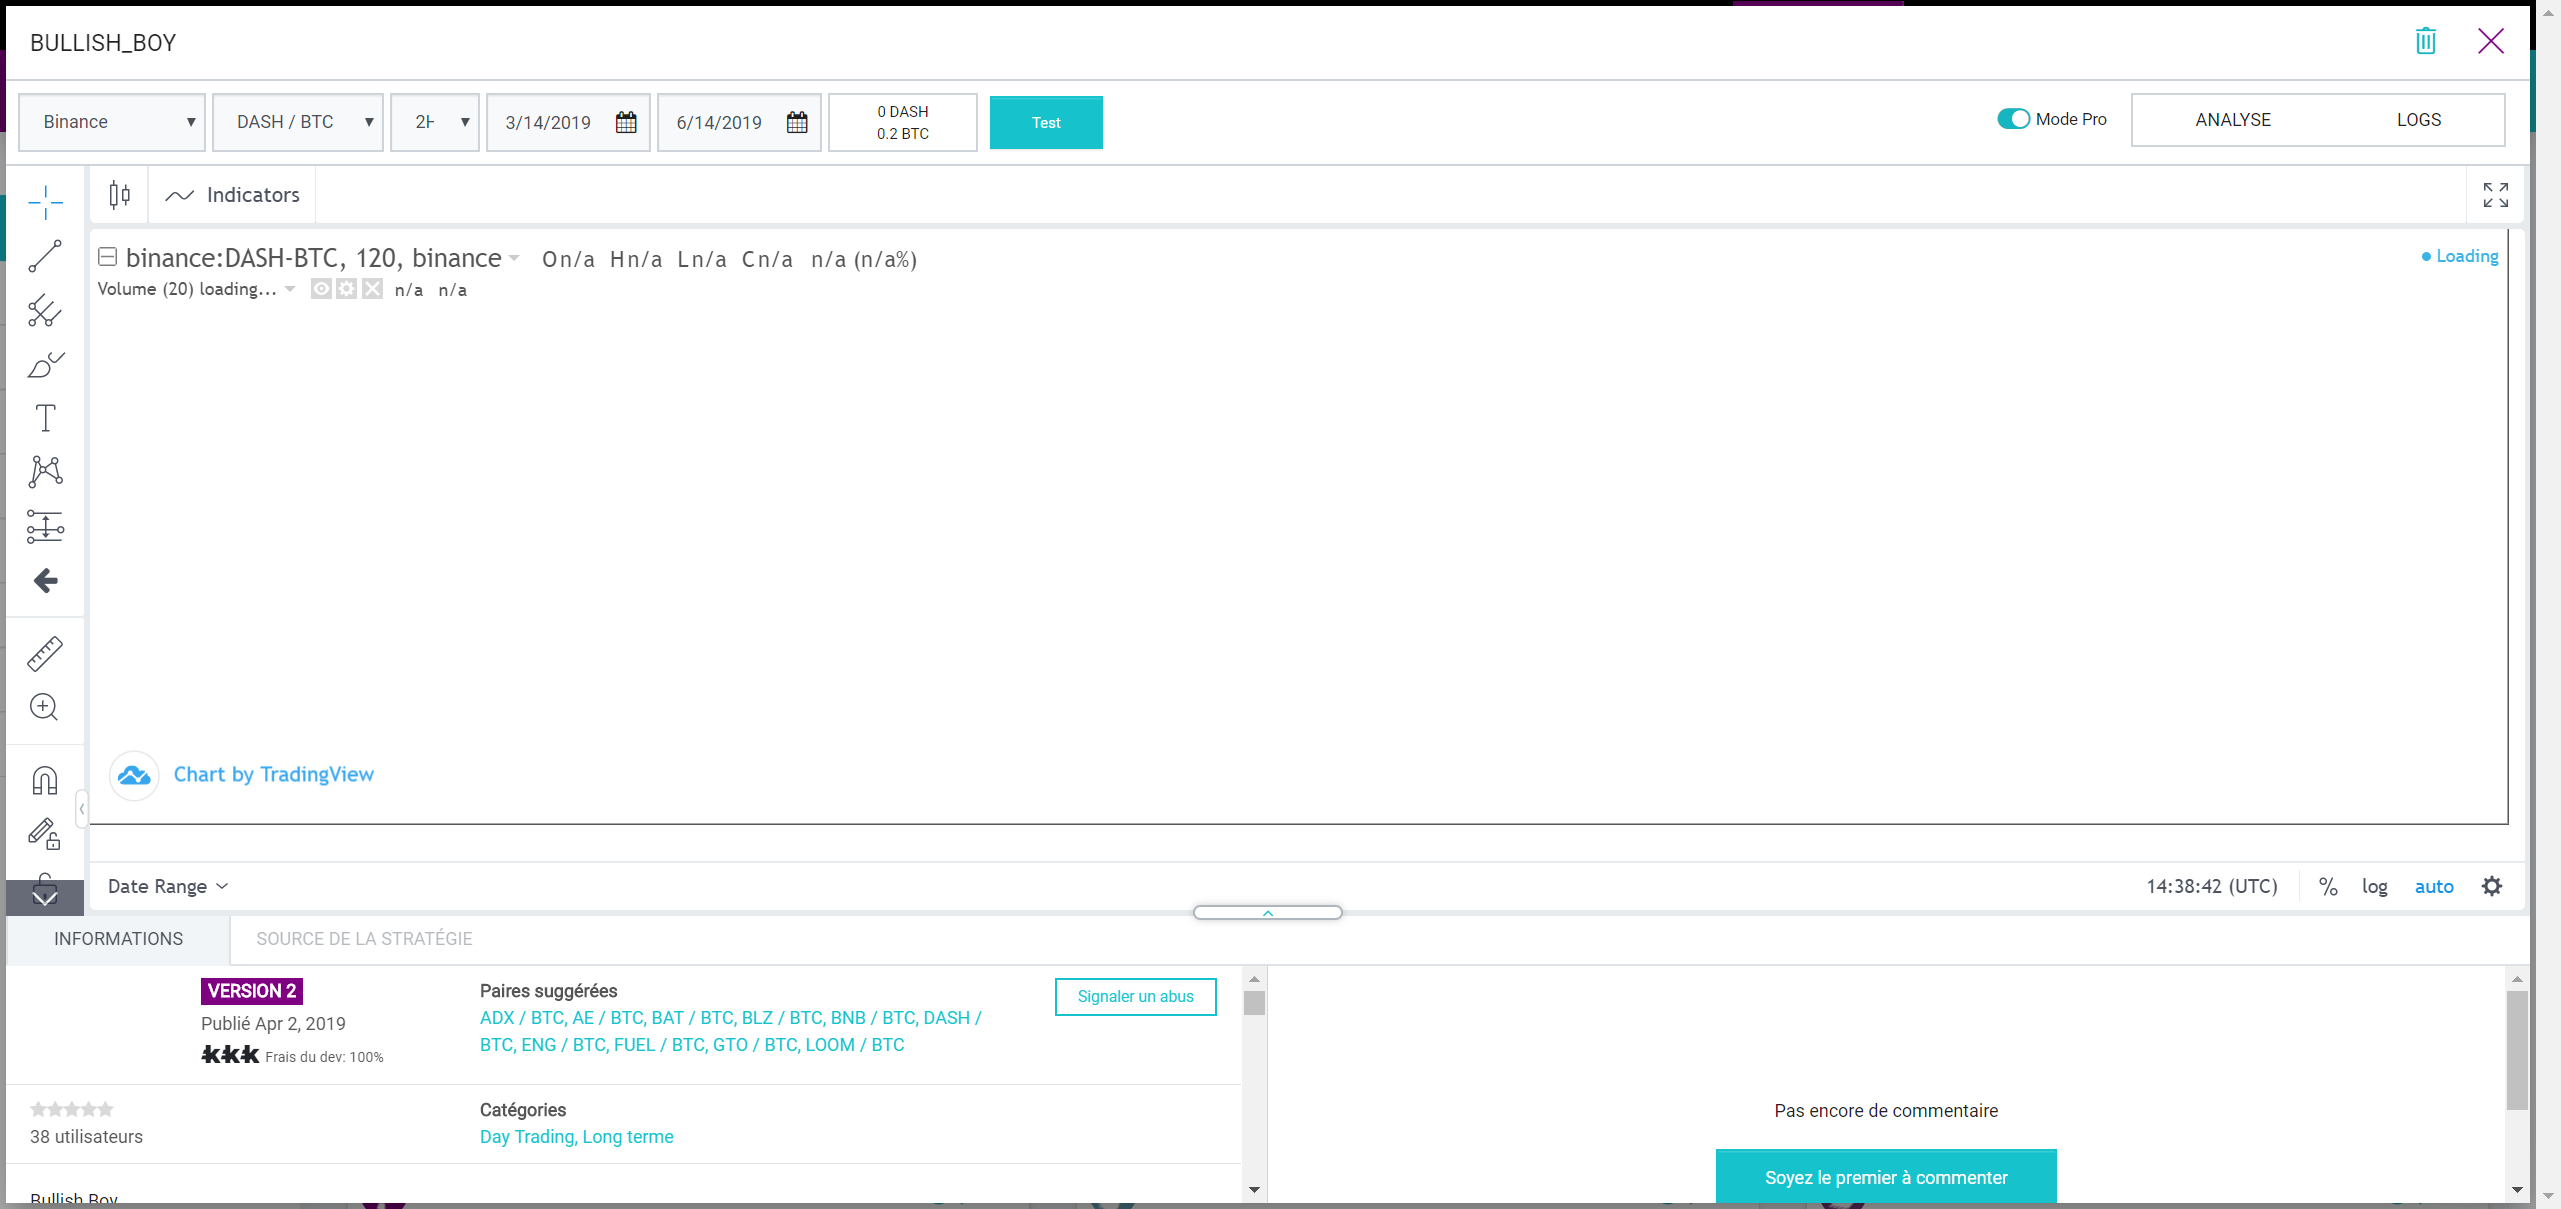 BULLISH_BOY
Binance
DASH / BTC
2H
3/14/2019
6/14/2019
0 DASH
0.2 BTC
Test
Mode Pro
ANALYSE
LOGS
Indicators
binance:DASH-BTC, 120, binance
On/a Hn/a Ln/a Cn/a n/a (n/a%)
Loading
Volume (20) loading...
n/a n/a
Chart by TradingView
Date Range
14:38:42 (UTC)
%
log
auto
INFORMATIONS
SOURCE DE LA STRATÉGIE
VERSION 2
Publié Apr 2, 2019
Frais du dev: 100%
Paires suggérées
ADX / BTC, AE / BTC, BAT / BTC, BLZ / BTC, BNB / BTC, DASH /
BTC, ENG / BTC, FUEL / BTC, GTO / BTC, LOOM / BTC
Signaler un abus
38 utilisateurs
Catégories
Day Trading, Long terme
Bullish Boy
Pas encore de commentaire
Soyez le premier à commenter